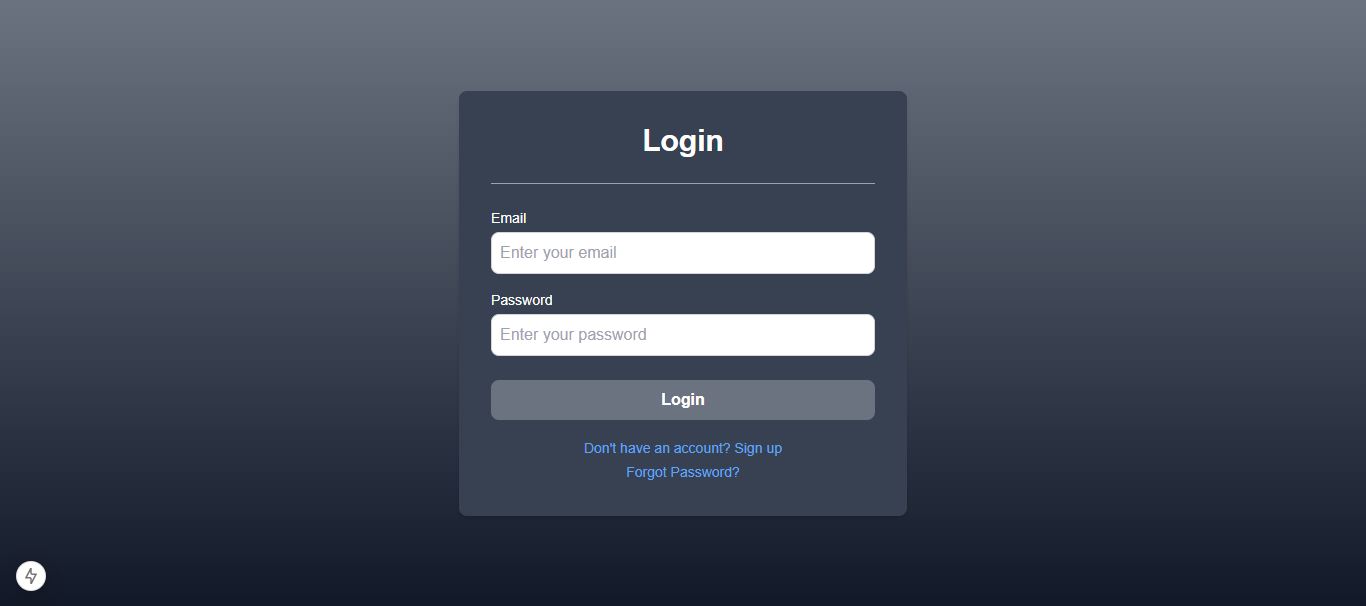 Login
Email
Enter your email
Password
Enter your password
Login
Don't have an account? Sign up
Forgot Password?